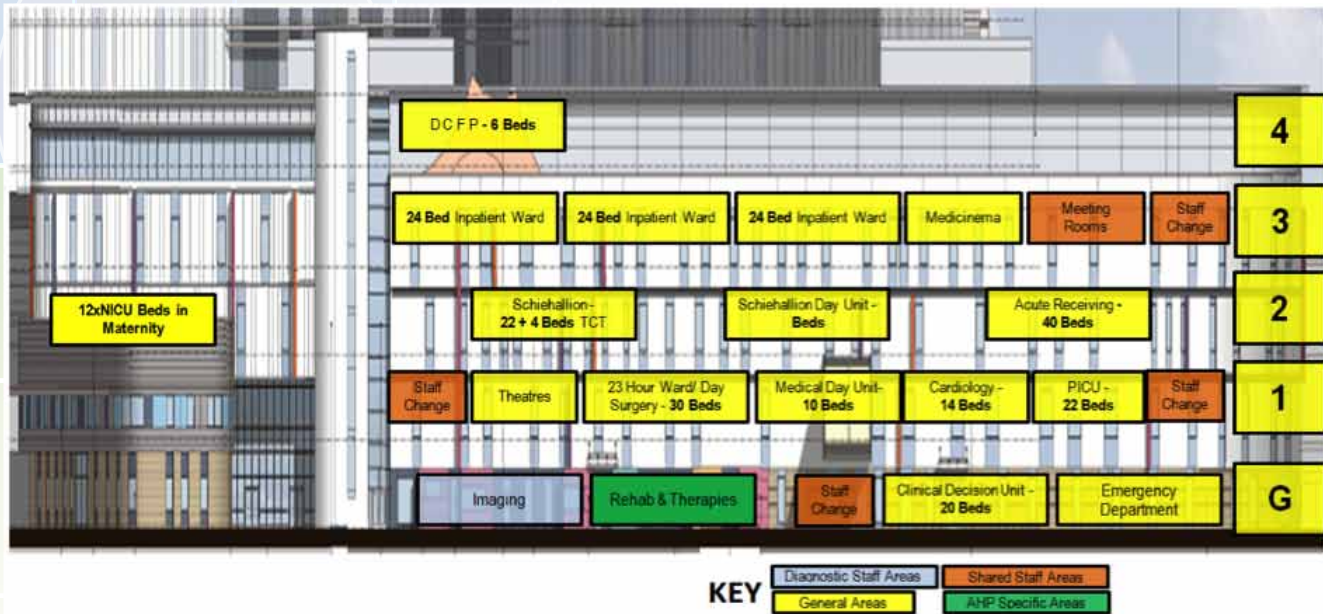 DCFP - 6 Beds
4
24 Bed Inpatient Ward
24 Bed Inpatient Ward
24 Bed Inpatient Ward
Medicinema
Meeting
Rooms
Staff
Change
3
12xNICU Beds in
Maternity
Schiehallion -
22 + 4 Beds TCT
Schiehallion Day Unit -
Beds
Acute Receiving -
40 Beds
2
Staff
Change
Theatres
23 Hour Ward/ Day
Surgery - 30 Beds
Medical Day Unit-
10 Beds
Cardiology -
14 Beds
PICU -
22 Beds
Staff
Change
1
Imaging
Rehab & Therapies
Staff
Change
Clinical Decision Unit -
20 Beds
Emergency
Department
G
KEY
Diagnostic Staff Areas
Shared Staff Areas
General Areas
AHP Specific Areas